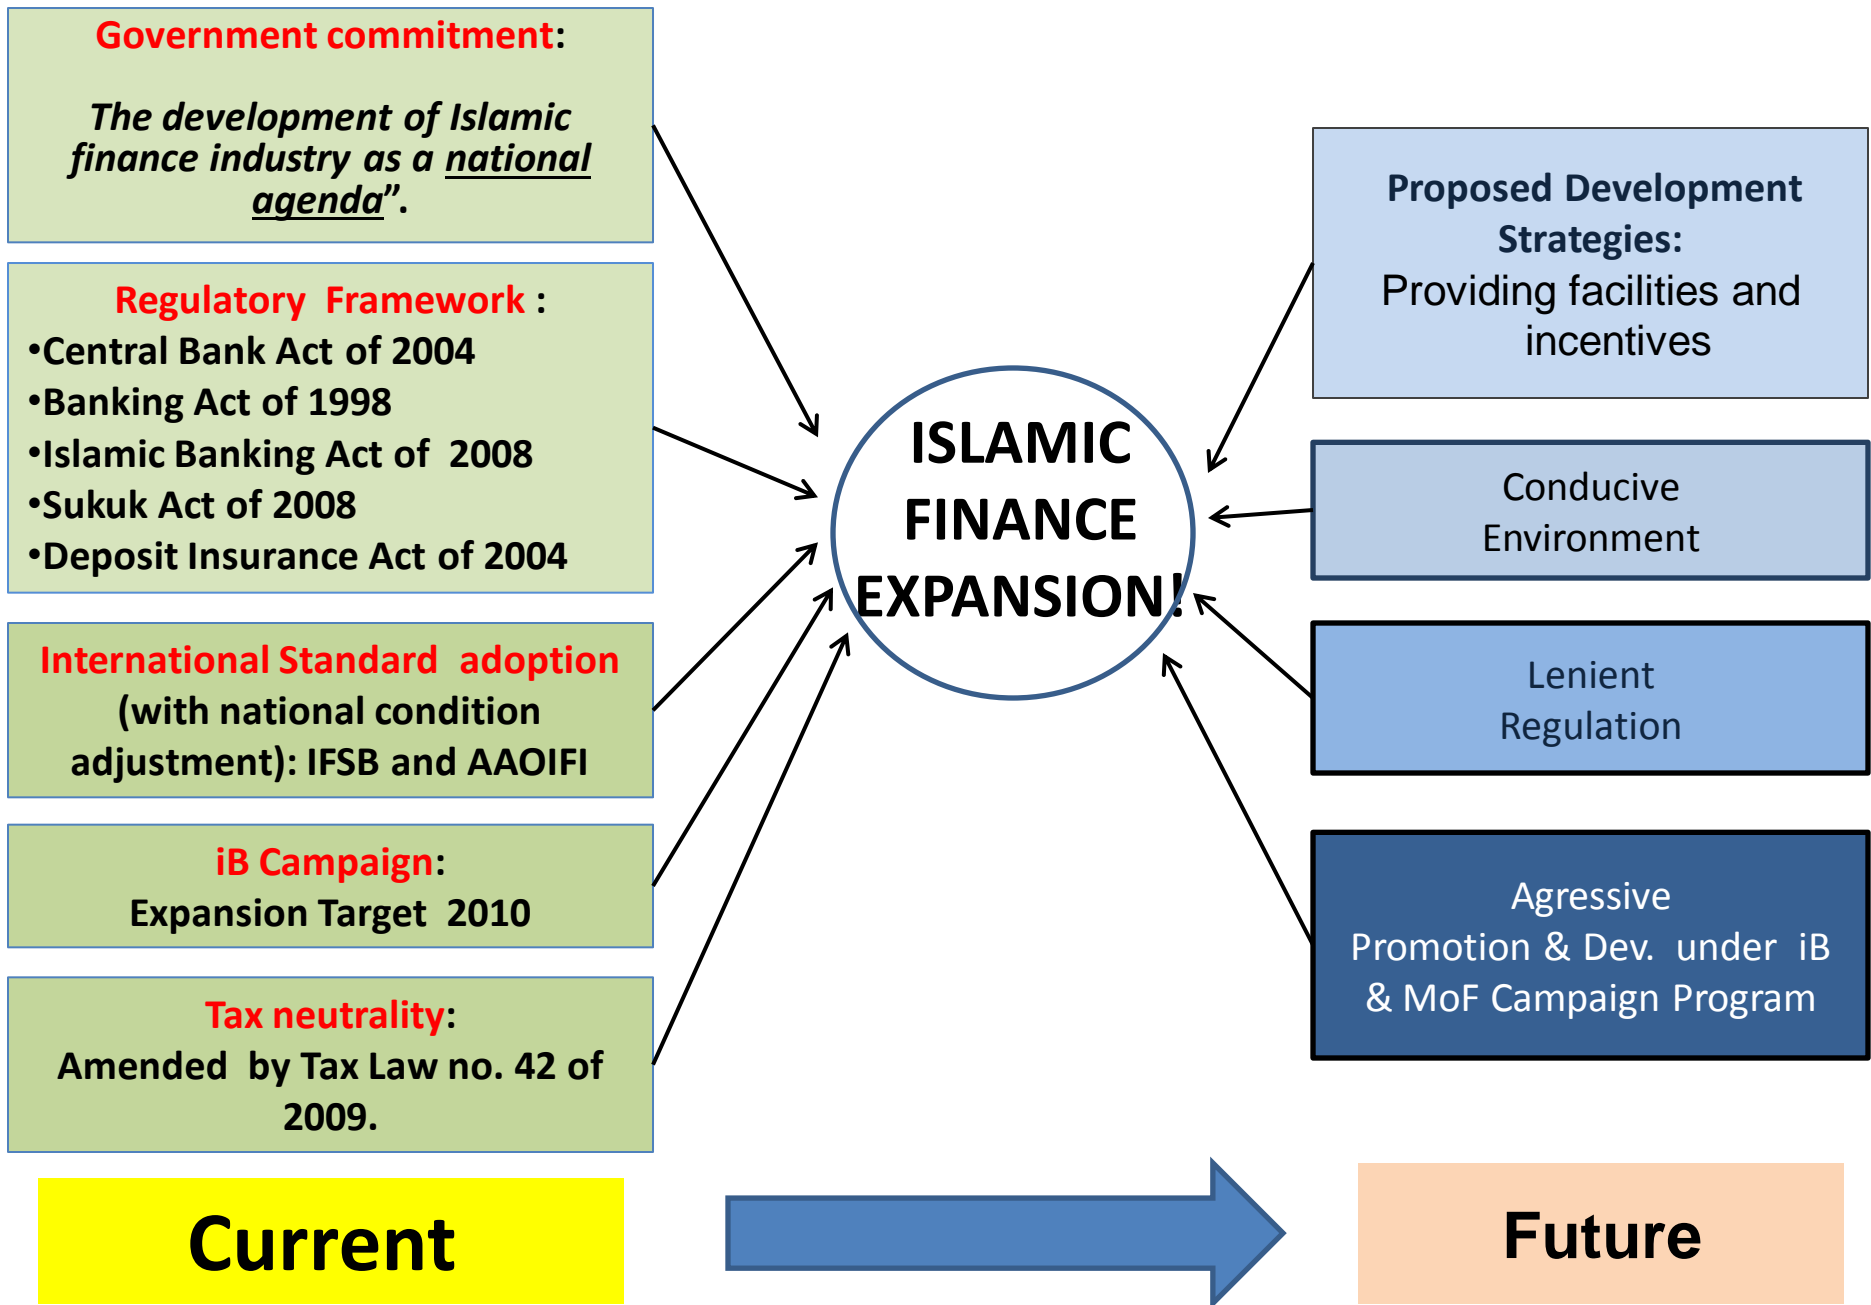 Government commitment:
The development of Islamic
finance industry as a national
agenda”.
Regulatory Framework :
•Central Bank Act of 2004
•Banking Act of 1998
•Islamic Banking Act of 2008
•Sukuk Act of 2008
•Deposit Insurance Act of 2004
International Standard adoption
(with national condition
adjustment): IFSB and AAOIFI
iB Campaign:
Expansion Target 2010
Tax neutrality:
Amended by Tax Law no. 42 of
2009.
Current
ISLAMIC
FINANCE
EXPANSION!
Proposed Development
Strategies:
Providing facilities and
incentives
Conducive
Environment
Lenient
Regulation
Agressive
Promotion & Dev. under iB
& MoF Campaign Program
Future